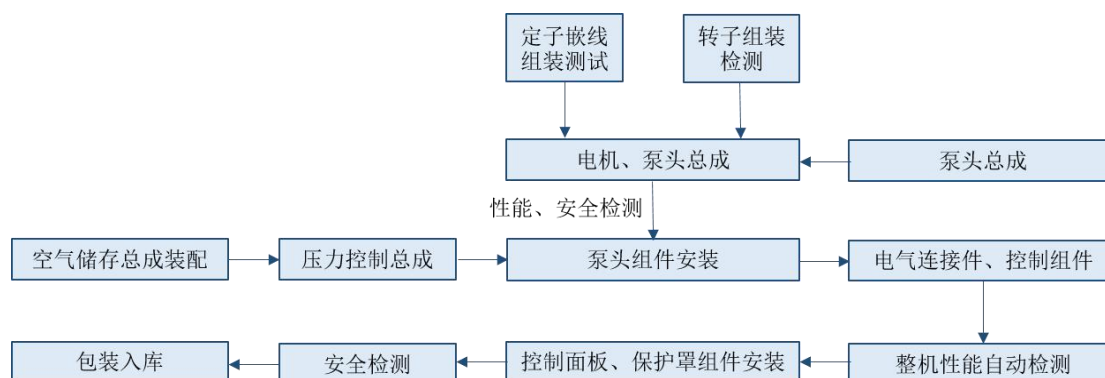 定子嵌线
组装测试
转子组装
检测
电机、泵头总成
泵头总成
性能、安全检测
空气储存总成装配
压力控制总成
泵头组件安装
电气连接件、控制组件
包装入库
安全检测
控制面板、保护罩组件安装
整机性能自动检测